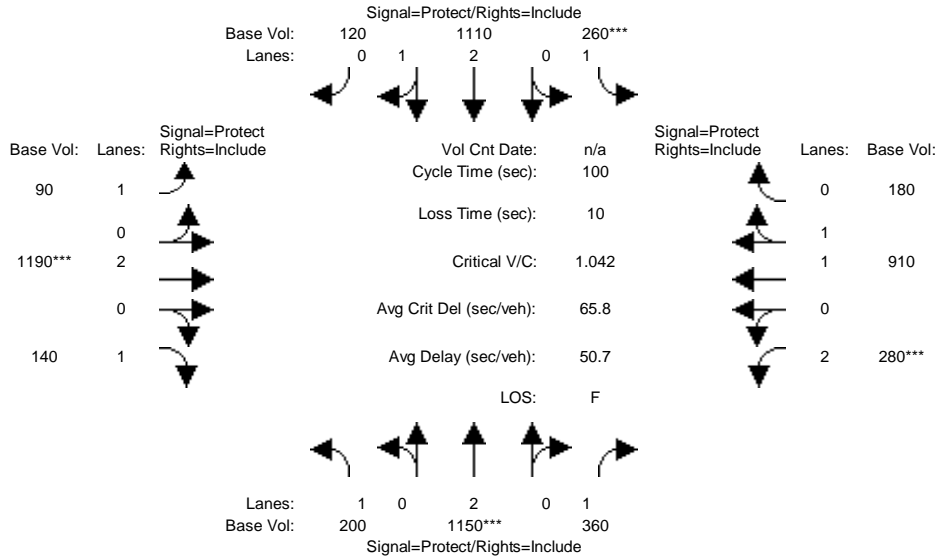 Signal=Protect/Rights=Include
Base Vol: 120 1110 260***
Lanes: 0 1 2 0 1
Signal=Protect
Base Vol: Lanes: Rights=Include
Vol Cnt Date: n/a
Signal=Protect
Rights=Include Lanes: Base Vol:
Cycle Time (sec): 100
90 1
0 180
Loss Time (sec): 10
0
1
1190*** 2
Critical V/C: 1.042
1 910
0
Avg Crit Del (sec/veh): 65.8
0
140 1
Avg Delay (sec/veh): 50.7
2 280***
LOS: F
Lanes: 1 0 2 0 1
Base Vol: 200 1150*** 360
Signal=Protect/Rights=Include